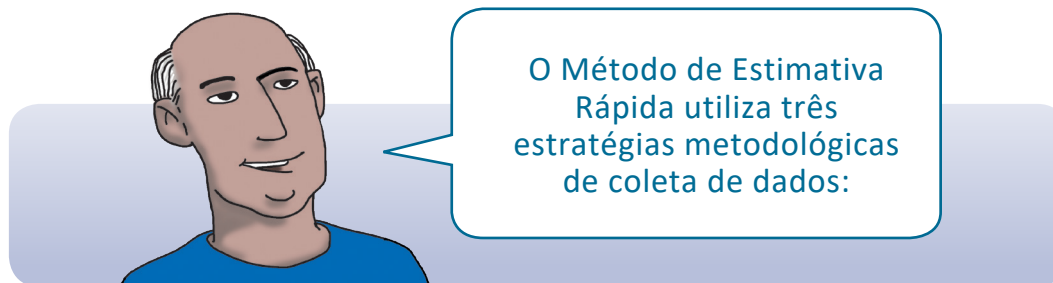 O Método de Estimativa
Rápida utiliza três
estratégias metodológicas
de coleta de dados: